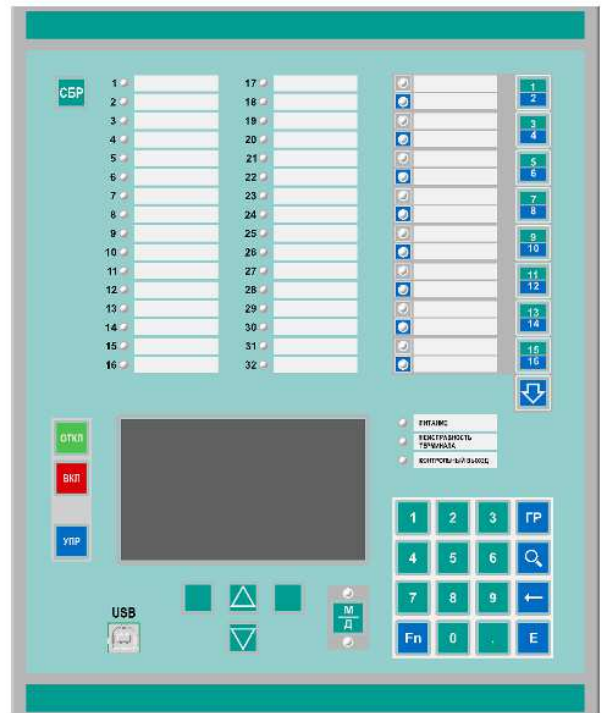 СБР
1 17
2 18
3 19
4 20
5 21
6 22
7 23
8 24
9 25
10 26
11 27
12 28
13 29
14 30
15 31
16 32
1
2
3
4
5
6
7
8
9
10
11
12
13
14
15
16
ПИТАНИЕ
НЕИСПРАВНОСТЬ
ТЕРМИНАЛА
КОНТРОЛЬНЫЙ ВЫХОД
ОТКЛ
ВКЛ
УПР
1 2 3 ГР
4 5 6
7 8 9
Fn 0 . E
М
Д
USB